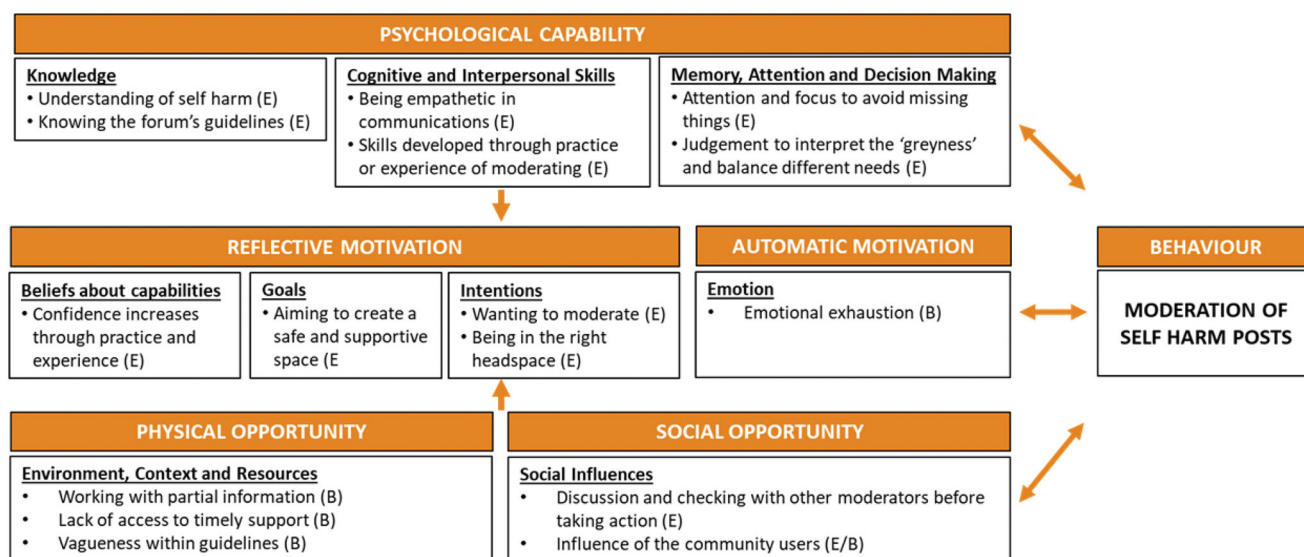 PSYCHOLOGICAL CAPABILITY
Knowledge
• Understanding of self harm (E)
• Knowing the forum's guidelines (E)
Cognitive and Interpersonal Skills
• Being empathetic in
communications (E)
• Skills developed through practice
or experience of moderating (E)
Memory, Attention and Decision Making
• Attention and focus to avoid missing
things (E)
• Judgement to interpret the ‘greyness’
and balance different needs (E)
REFLECTIVE MOTIVATION
Beliefs about capabilities
• Confidence increases
through practice and
experience (E)
Goals
• Aiming to create a
safe and supportive
space (E
Intentions
• Wanting to moderate (E)
• Being in the right
headspace (E)
AUTOMATIC MOTIVATION
Emotion
• Emotional exhaustion (B)
BEHAVIOUR
MODERATION OF
SELF HARM POSTS
PHYSICAL OPPORTUNITY
Environment, Context and Resources
• Working with partial information (B)
• Lack of access to timely support (B)
• Vagueness within guidelines (B)
SOCIAL OPPORTUNITY
Social Influences
• Discussion and checking with other moderators before
taking action (E)
• Influence of the community users (E/B)